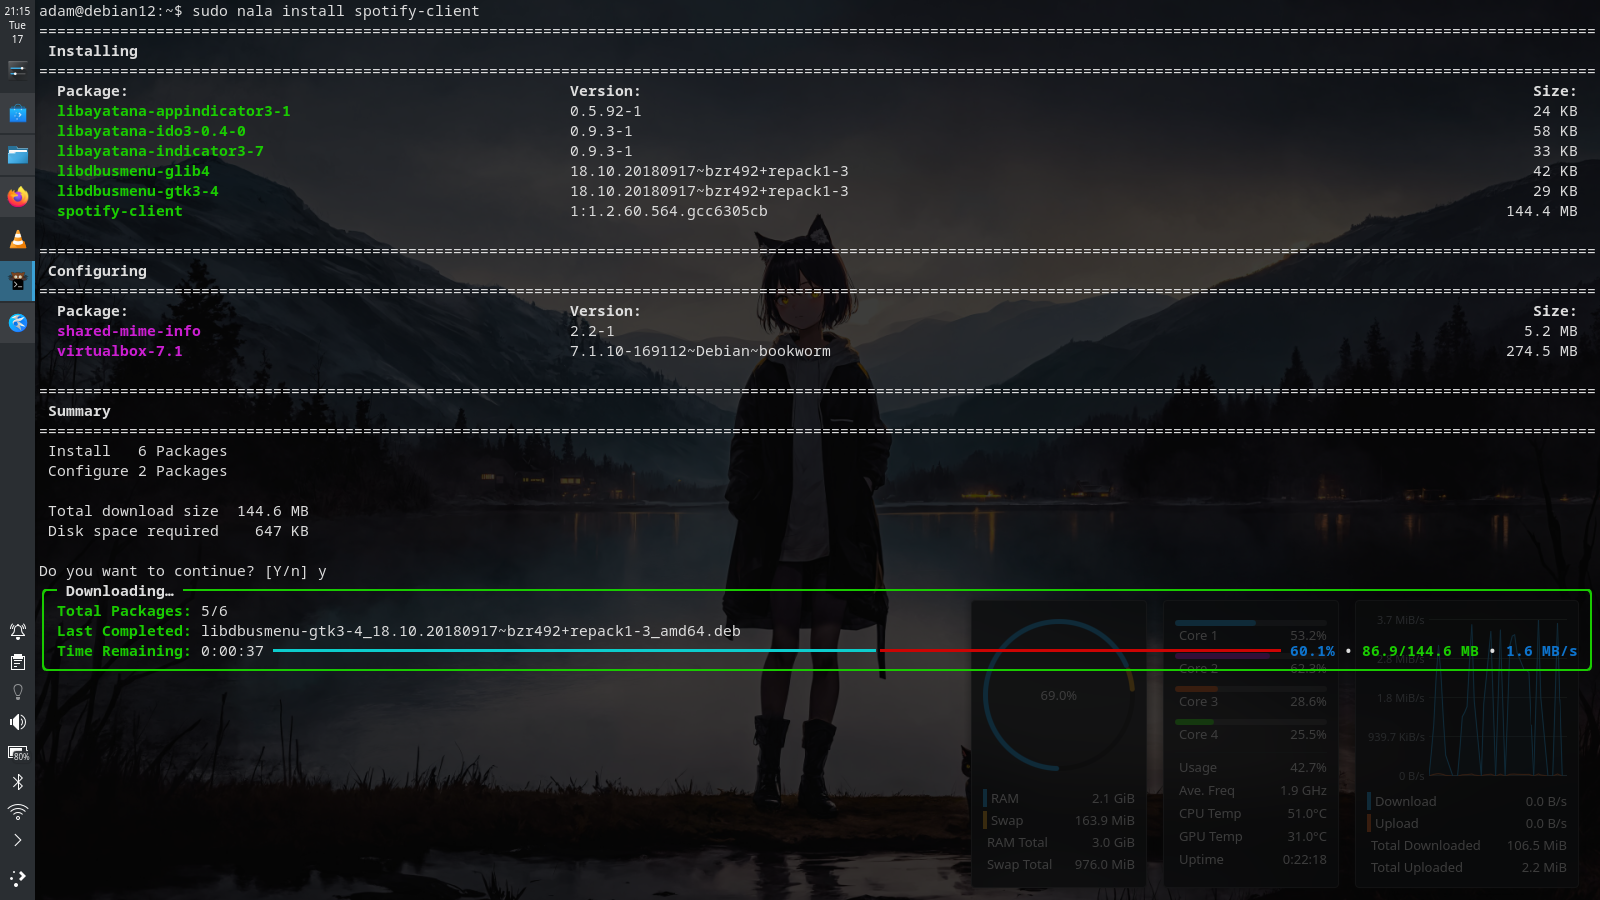 21:15
Tue
17
adam@debian12:~$ sudo nala install spotify-client
Installing
Package: Version: Size:
libayatana-appindicator3-1 0.5.92-1 24 KB
libayatana-ido3-0.4-0 0.9.3-1 58 KB
libayatana-indicator3-7 0.9.3-1 33 KB
libdbusmenu-glib4 18.10.20180917~bzr492+repack1-3 42 KB
libdbusmenu-gtk3-4 18.10.20180917~bzr492+repack1-3 29 KB
spotify-client 1:1.2.60.564.gcc6305cb 144.4 MB
Configuring
Package: Version: Size:
shared-mime-info 2.2-1 5.2 MB
virtualbox-7.1 7.1.10-169112~Debian~bookworm 274.5 MB
Summary
Install 6 Packages
Configure 2 Packages
Total download size 144.6 MB
Disk space required 647 KB
Do you want to continue? [Y/n] y
Downloading…
Total Packages: 5/6
Last Completed: libdbusmenu-gtk3-4_18.10.20180917~bzr492+repack1-3_amd64.deb
Time Remaining: 0:00:37 60.1% • 86.9/144.6 MB • 1.6 MB/s
80%
69.0%
RAM 2.1 GiB
Swap 163.9 MiB
RAM Total 3.0 GiB
Swap Total 976.0 MiB
Core 1 53.2%
Core 2 62.3%
Core 3 28.6%
Core 4 25.5%
Usage 42.7%
Ave. Freq 1.9 GHz
CPU Temp 51.0°C
GPU Temp 31.0°C
Uptime 0:22:18
3.7 MiB/s
2.8 MiB/s
1.8 MiB/s
939.7 KiB/s
0 B/s
Download 0.0 B/s
Upload 0.0 B/s
Total Downloaded 106.5 MiB
Total Uploaded 2.2 MiB